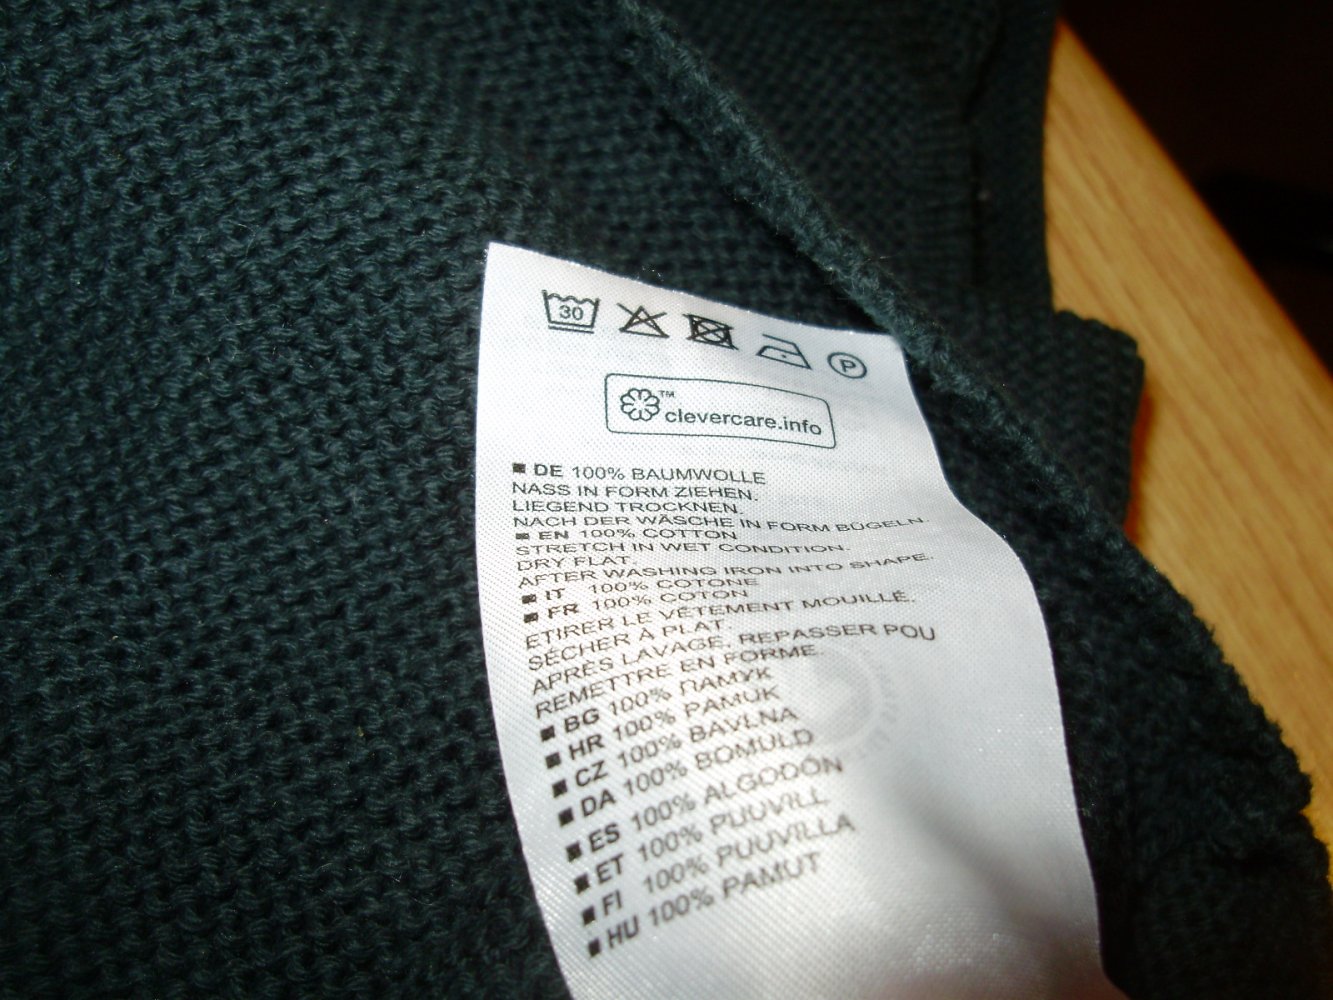 30
P
™ clevercare.info
■ DE 100% BAUMWOLLE
NASS IN FORM ZIEHEN.
LIEGEND TROCKNEN.
NACH DER WÄSCHE IN FORM BÜGELN.
■ EN 100% COTTON
STRETCH IN WET CONDITION.
DRY FLAT.
AFTER WASHING IRON INTO SHAPE.
■ IT 100% COTONE
■ FR 100% COTON
ETIRER LE VÊTEMENT MOUILLÉ.
SÉCHER À PLAT.
APRÈS LAVAGE, REPASSER POU
REMETTRE EN FORME.
■ BG 100% ПАМУК
■ HR 100% PAMUK
■ CZ 100% BAVLNA
■ DA 100% BOMULD
■ ES 100% ALGODÓN
■ ET 100% PUUVILL
■ FI 100% PUUVILLA
■ HU 100% PAMUT